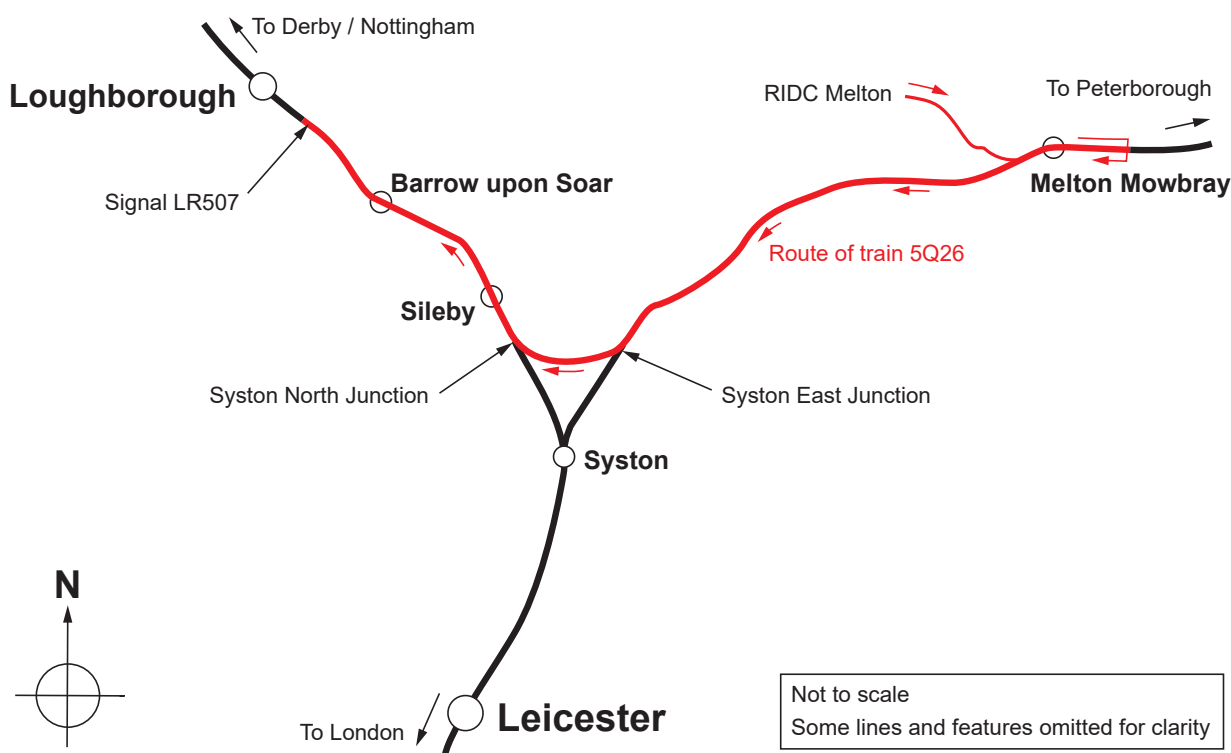 To Derby / Nottingham
Loughborough
RIDC Melton
To Peterborough
Signal LR507
Barrow upon Soar
Melton Mowbray
Route of train 5Q26
Sileby
Syston North Junction
Syston East Junction
Syston
N
Leicester
To London
Not to scale
Some lines and features omitted for clarity